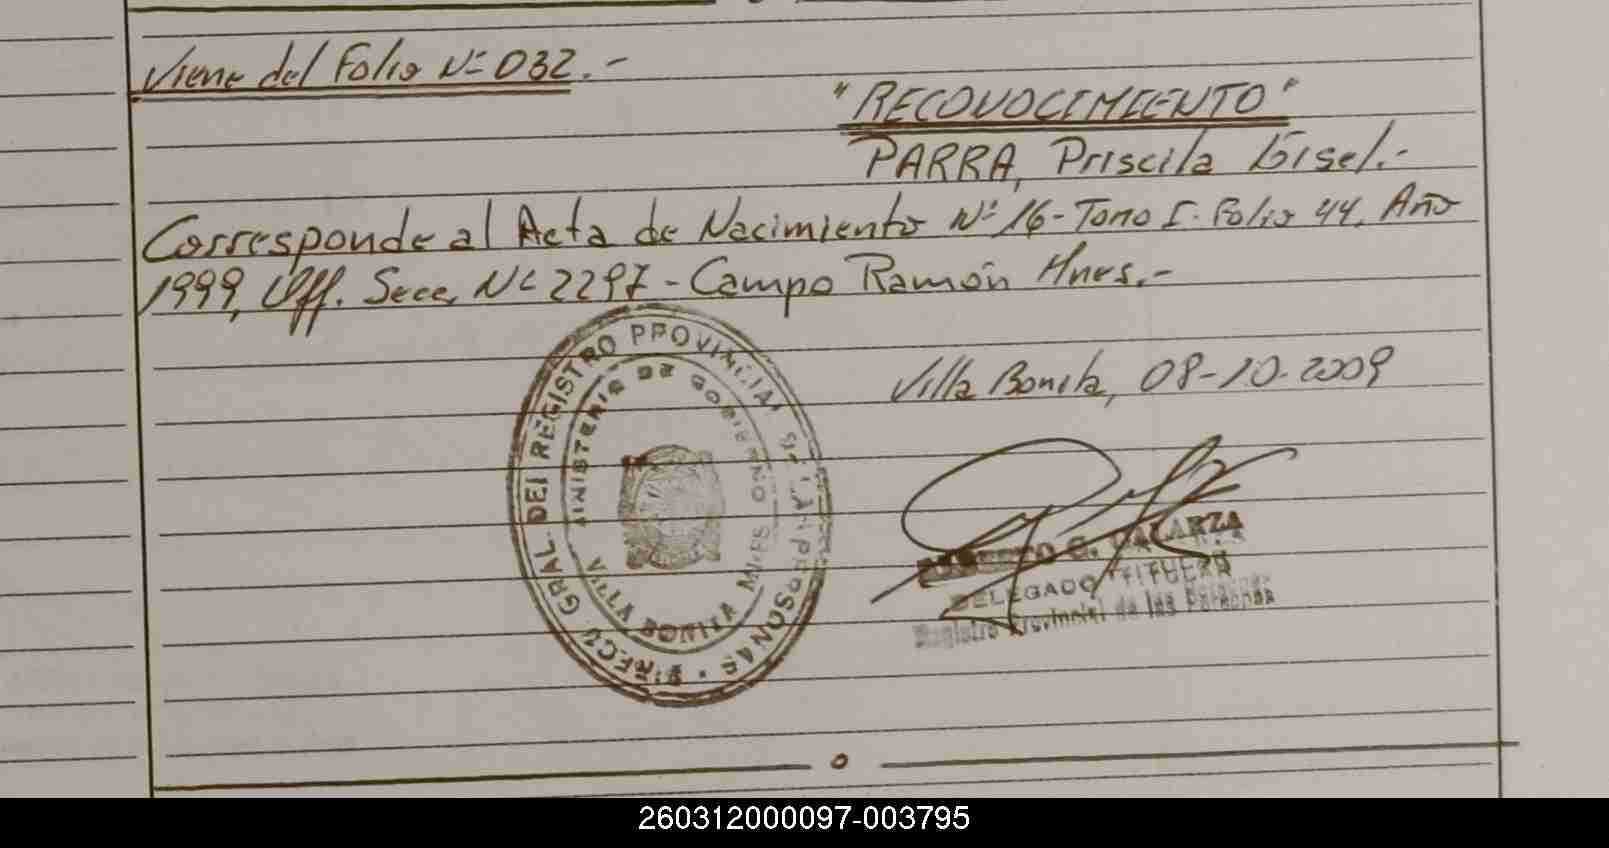 Viene del Folio Nº 032.-
"RECONOCIMIENTO"
PARRA, Priscila Gisel.-
Corresponde al Acta de Nacimiento Nº 16 - Tomo I. Folio 44. Año
1999, Off. Secc. Nº 2297 - Campo Ramón Mnes.-
Villa Bonita, 08-10-2009
DIRECC GRAL. DEL REGISTRO PROVINCIAL DE LAS PERSONAS
MINISTERIO DE GOBIERNO
VILLA BONITA MNES
G. GALARZA
DELEGADO TITULAR
Registro Provincial de las Personas
260312000097-003795